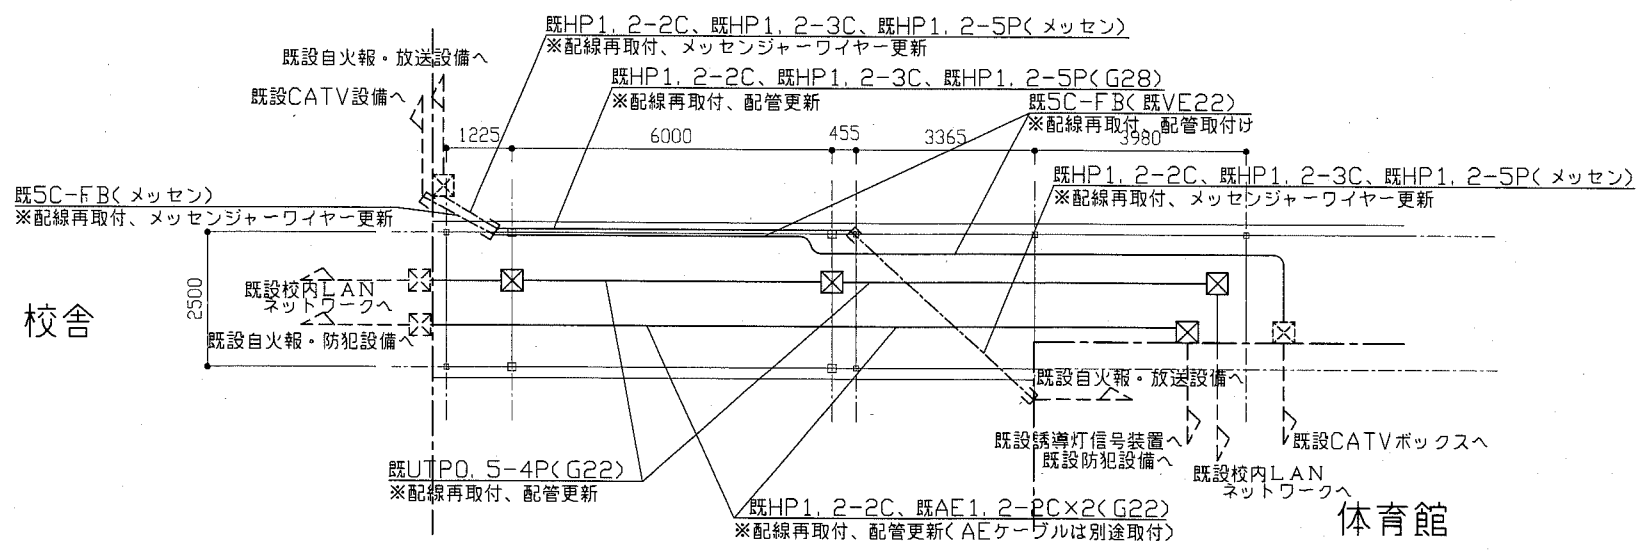 既HP1, 2-2C、既HP1, 2-3C、既HP1, 2-5P(メッセン)
※配線再取付、メッセンジャーワイヤー更新
既設自火報・放送設備へ
既設CATV設備へ
既HP1, 2-2C、既HP1, 2-3C、既HP1, 2-5P(G28)
※配線再取付、配管更新
既5C-FB(既VE22)
※配線再取付、配管取付け
1225
6000
455
3365
3980
既HP1, 2-2C、既HP1, 2-3C、既HP1, 2-5P(メッセン)
※配線再取付、メッセンジャーワイヤー更新
既5C-FB(メッセン)
※配線再取付、メッセンジャーワイヤー更新
2500
校舎
既設校内LAN
ネットワークへ
既設自火報・防犯設備へ
既設自火報・放送設備へ
既設誘導灯信号装置へ
既設防犯設備へ
既設CATVボックスへ
既設校内LAN
ネットワークへ
既UTP0, 5-4P(G22)
※配線再取付、配管更新
既HP1, 2-2C、既AE1, 2-2C×2(G22)
※配線再取付、配管更新(AEケーブルは別途取付)
体育館